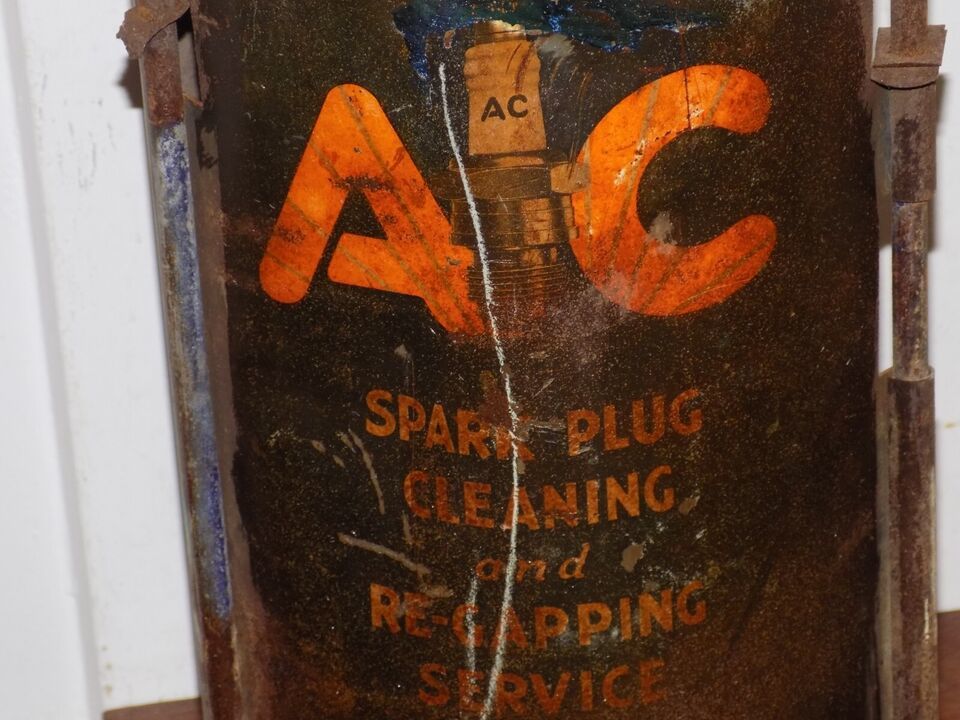 AC
AC
SPARK PLUG
CLEANING
and
RE-GAPPING
SERVICE